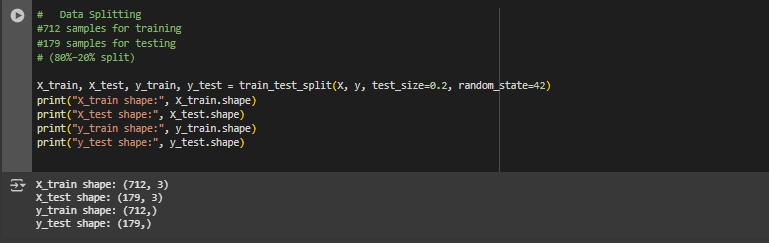 #   Data Splitting
#712 samples for training
#179 samples for testing
# (80%-20% split)
X_train, X_test, y_train, y_test = train_test_split(X, y, test_size=0.2, random_state=42)
print("X_train shape:", X_train.shape)
print("X_test shape:", X_test.shape)
print("y_train shape:", y_train.shape)
print("y_test shape:", y_test.shape)
X_train shape: (712, 3)
X_test shape: (179, 3)
y_train shape: (712,)
y_test shape: (179,)